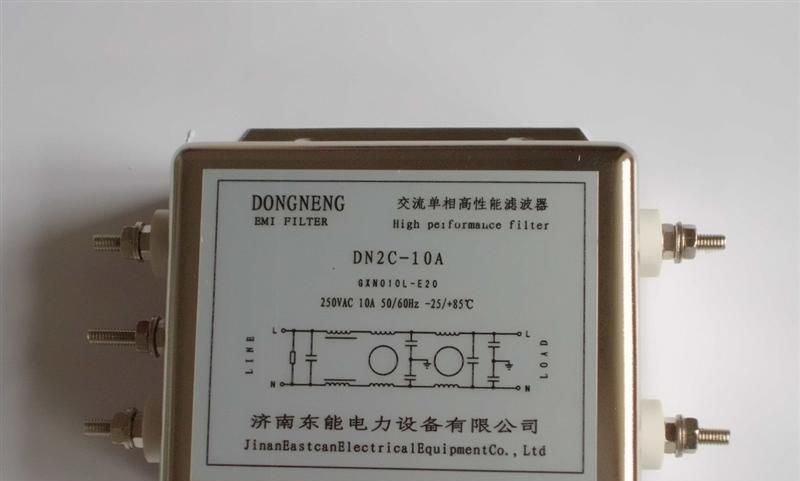 DONGNENG
EMI FILTER
交流单相高性能滤波器
High performance filter
DN2C-10A
GXN010L-E20
250VAC 10A 50/60Hz -25/+85℃
LINE
L
N
L
N
LOAD
济南东能电力设备有限公司
JinanEastcanElectricalEquipmentCo.,Ltd